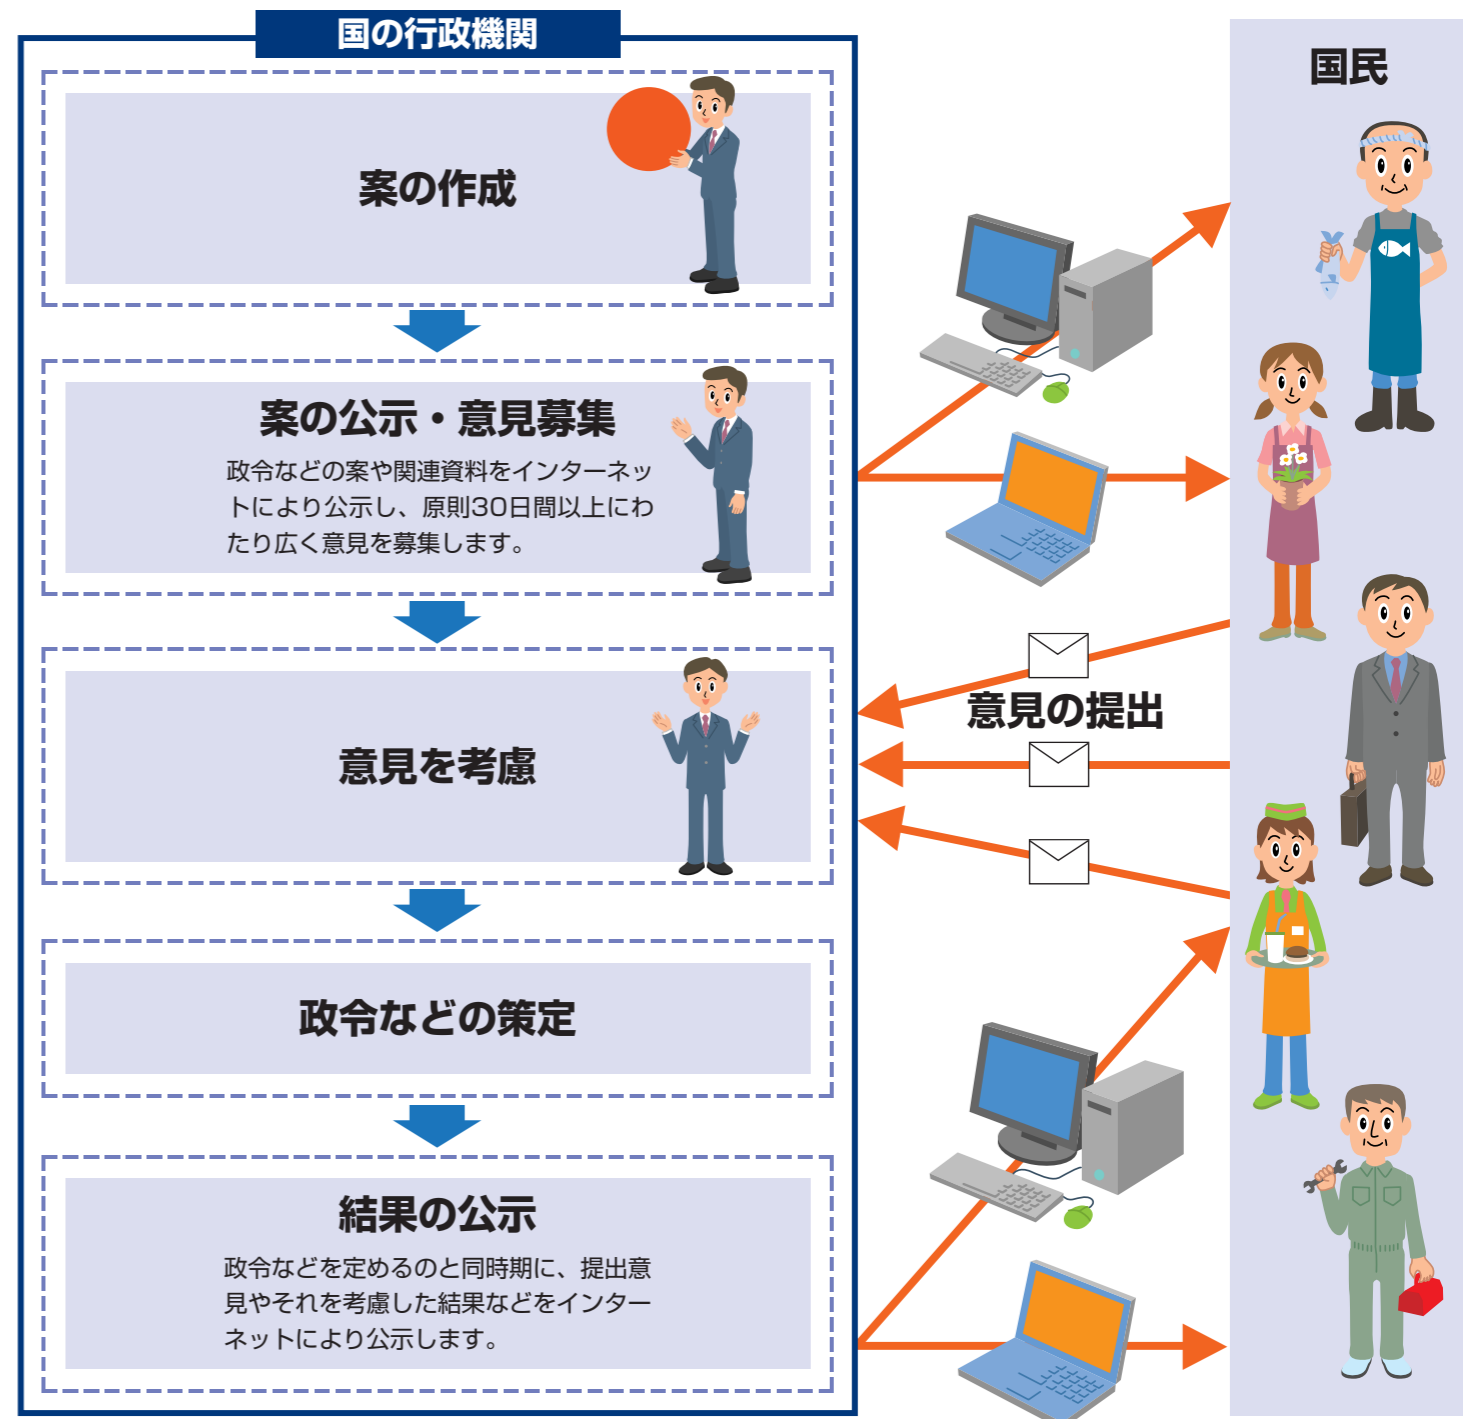 国の行政機関
国民
案の作成
案の公示・意見募集
政令などの案や関連資料をインターネッ
トにより公示し、原則30日間以上にわ
たり広く意見を募集します。
意見の提出
意見を考慮
政令などの策定
結果の公示
政令などを定めるのと同時期に、提出意
見やそれを考慮した結果などをインター
ネットにより公示します。